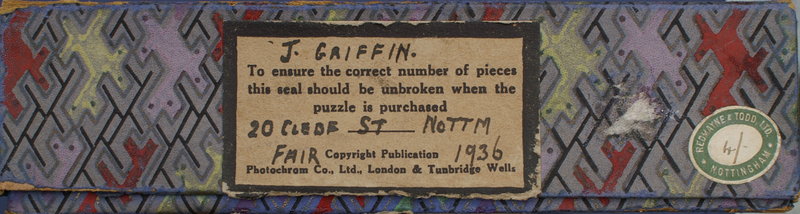 J. GRIFFIN.
To ensure the correct number of pieces
this seal should be unbroken when the
puzzle is purchased
20 CLEDE ST NOTTM
FAIR Copyright Publication 1936
Photochrom Co., Ltd., London & Tunbridge Wells
REDMAYNE & TODD, LTD.
4/-
NOTTINGHAM